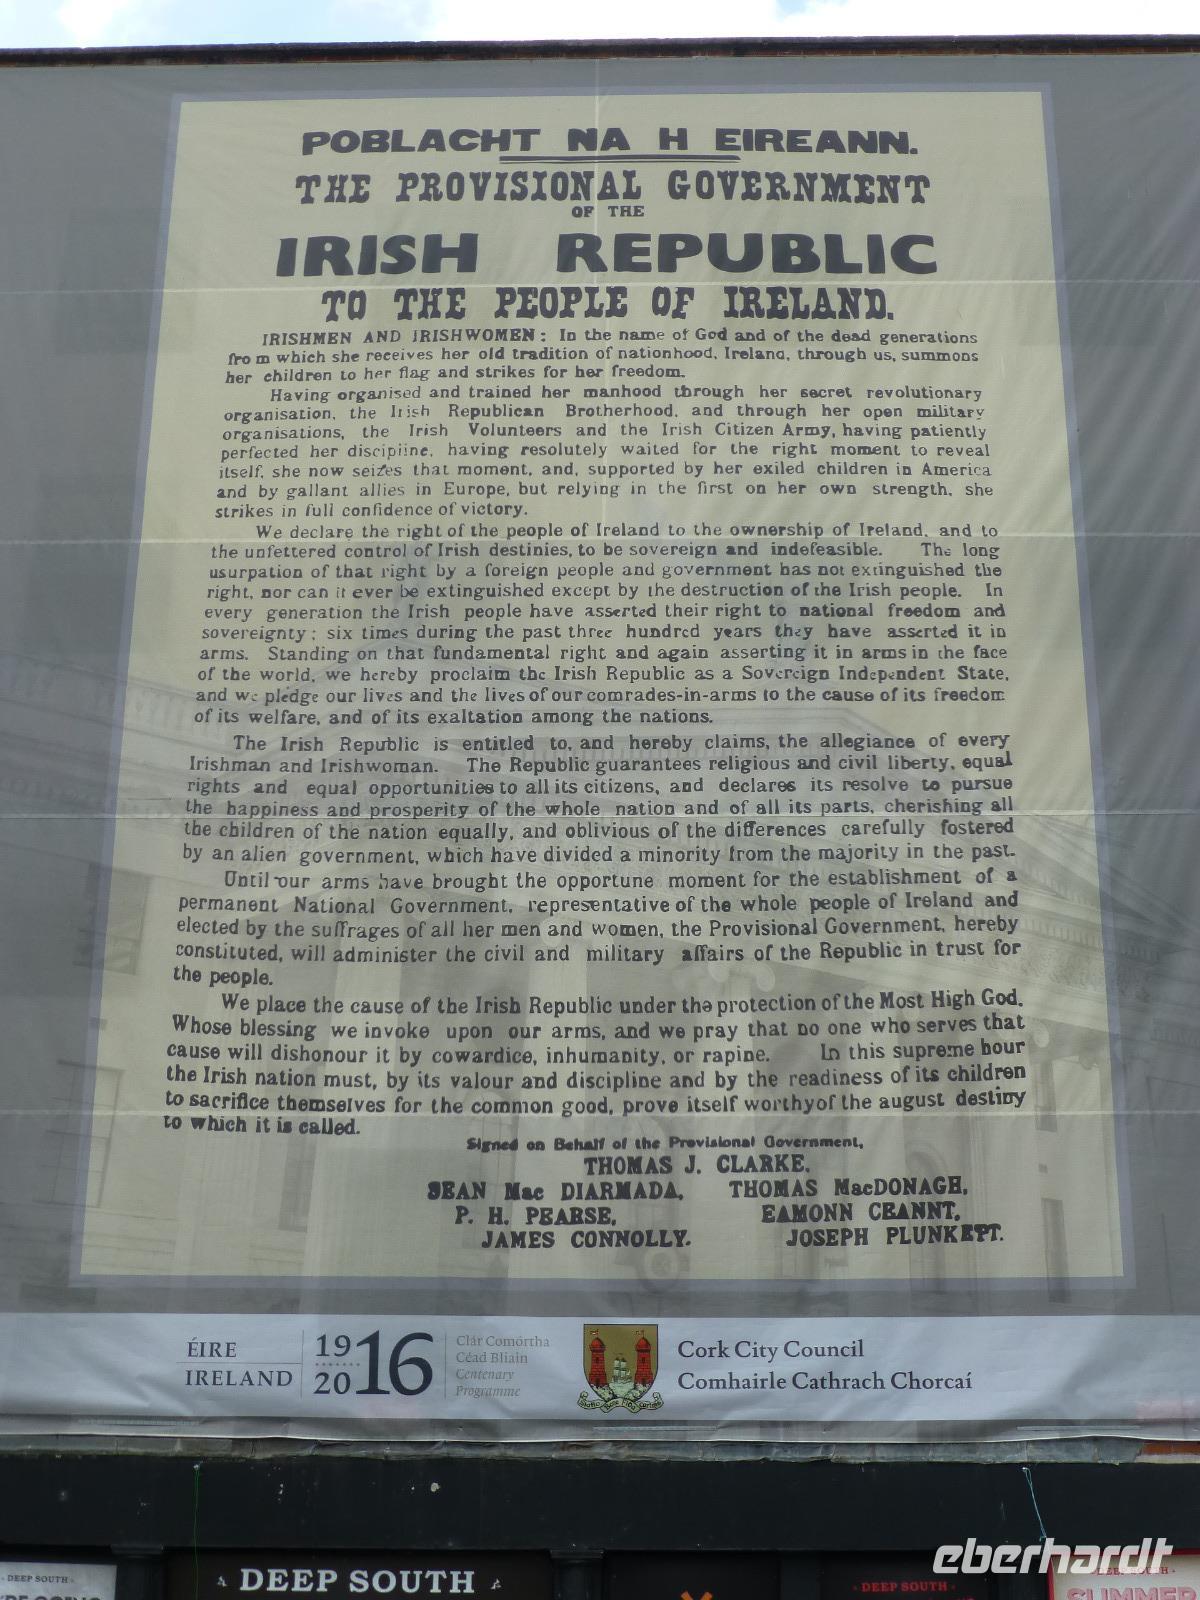 POBLACHT NA H EIREANN.
THE PROVISIONAL GOVERNMENT
OF THE
IRISH REPUBLIC
TO THE PEOPLE OF IRELAND.
IRISHMEN AND IRISHWOMEN: In the name of God and of the dead generations
from which she receives her old tradition of nationhood, Ireland, through us, summons
her children to her flag and strikes for her freedom.
Having organised and trained her manhood through her secret revolutionary
organisation, the Irish Republican Brotherhood, and through her open military
organisations, the Irish Volunteers and the Irish Citizen Army, having patiently
perfected her discipline, having resolutely waited for the right moment to reveal
itself, she now seizes that moment, and, supported by her exiled children in America
and by gallant allies in Europe, but relying in the first on her own strength, she
strikes in full confidence of victory.
We declare the right of the people of Ireland to the ownership of Ireland, and to
the unfettered control of Irish destinies, to be sovereign and indefeasible. The long
usurpation of that right by a foreign people and government has not extinguished the
right, nor can it ever be extinguished except by the destruction of the Irish people. In
every generation the Irish people have asserted their right to national freedom and
sovereignty; six times during the past three hundred years they have asserted it in
arms. Standing on that fundamental right and again asserting it in arms in the face
of the world, we hereby proclaim the Irish Republic as a Sovereign Independent State,
and we pledge our lives and the lives of our comrades-in-arms to the cause of its freedom
of its welfare, and of its exaltation among the nations.
The Irish Republic is entitled to, and hereby claims, the allegiance of every
Irishman and Irishwoman. The Republic guarantees religious and civil liberty, equal
rights and equal opportunities to all its citizens, and declares its resolve to pursue
the happiness and prosperity of the whole nation and of all its parts, cherishing all
the children of the nation equally, and oblivious of the differences carefully fostered
by an alien government, which have divided a minority from the majority in the past.
Until our arms have brought the opportune moment for the establishment of a
permanent National Government, representative of the whole people of Ireland and
elected by the suffrages of all her men and women, the Provisional Government, hereby
constituted, will administer the civil and military affairs of the Republic in trust for
the people.
We place the cause of the Irish Republic under the protection of the Most High God.
Whose blessing we invoke upon our arms, and we pray that no one who serves that
cause will dishonour it by cowardice, inhumanity, or rapine. In this supreme hour
the Irish nation must, by its valour and discipline and by the readiness of its children
to sacrifice themselves for the common good, prove itself worthy of the august destiny
to which it is called.
Signed on Behalf of the Provisional Government,
THOMAS J. CLARKE,
SEAN Mac DIARMADA, THOMAS MacDONAGH,
P. H. PEARSE, EAMONN CEANNT,
JAMES CONNOLLY. JOSEPH PLUNKETT.
ÉIRE
IRELAND
1916
2016
Clár Comórtha
Céad Bliain
Centenary
Programme
Cork City Council
Comhairle Cathrach Chorcaí
eberhardt
DEEP SOUTH
DEEP SOUTH
DEEP SOUTH
DEEP SOUTH
SUMMER